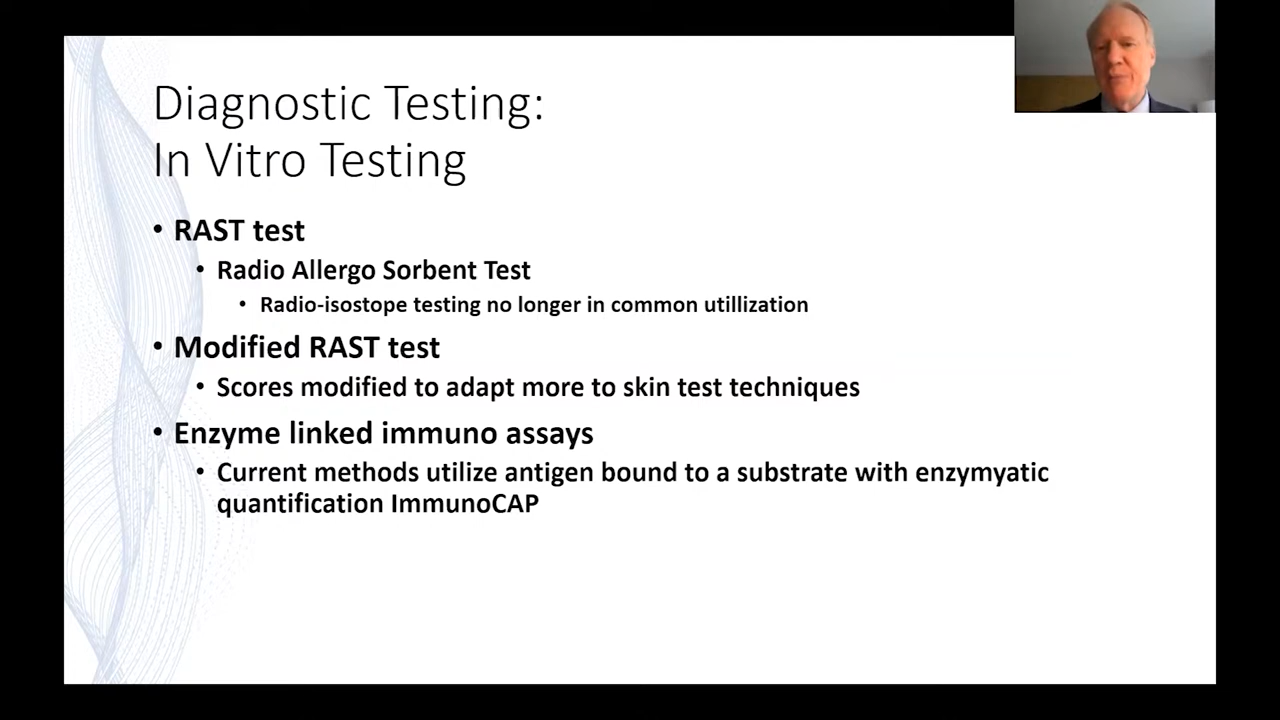 Diagnostic Testing:
In Vitro Testing
• RAST test
• Radio Allergo Sorbent Test
• Radio-isostope testing no longer in common utillization
• Modified RAST test
• Scores modified to adapt more to skin test techniques
• Enzyme linked immuno assays
• Current methods utilize antigen bound to a substrate with enzymyatic
quantification ImmunoCAP